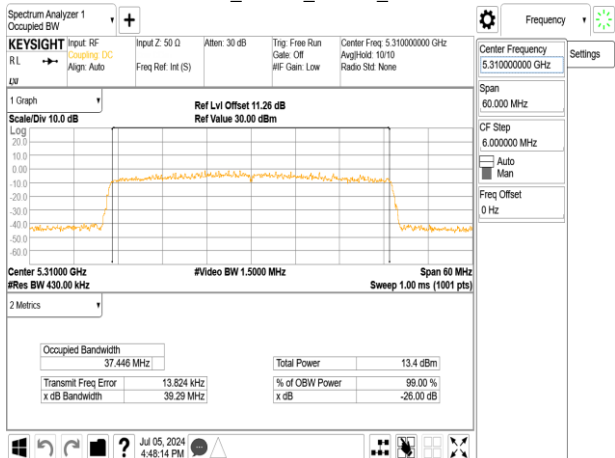 Spectrum Analyzer 1
Occupied BW
KEYSIGHT
Input: RF
Coupling: DC
Align: Auto
Input Z: 50 Ω
Freq Ref: Int (S)
Atten: 30 dB
Trig: Free Run
Gate: Off
#IF Gain: Low
Center Freq: 5.310000000 GHz
Avg|Hold: 10/10
Radio Std: None
RL
LXI
1 Graph
Scale/Div 10.0 dB
Ref Lvl Offset 11.26 dB
Ref Value 30.00 dBm
Log
20.0
10.0
0.00
-10.0
-20.0
-30.0
-40.0
-50.0
-60.0
Center 5.31000 GHz
#Video BW 1.5000 MHz
Span 60 MHz
#Res BW 430.00 kHz
Sweep 1.00 ms (1001 pts)
2 Metrics
Occupied Bandwidth
37.446 MHz
Total Power 13.4 dBm
Transmit Freq Error 13.824 kHz
% of OBW Power 99.00 %
x dB Bandwidth 39.29 MHz
x dB -26.00 dB
?
Jul 05, 2024
4:48:14 PM
Frequency
Settings
Center Frequency
5.310000000 GHz
Span
60.000 MHz
CF Step
6.000000 MHz
Auto
Man
Freq Offset
0 Hz